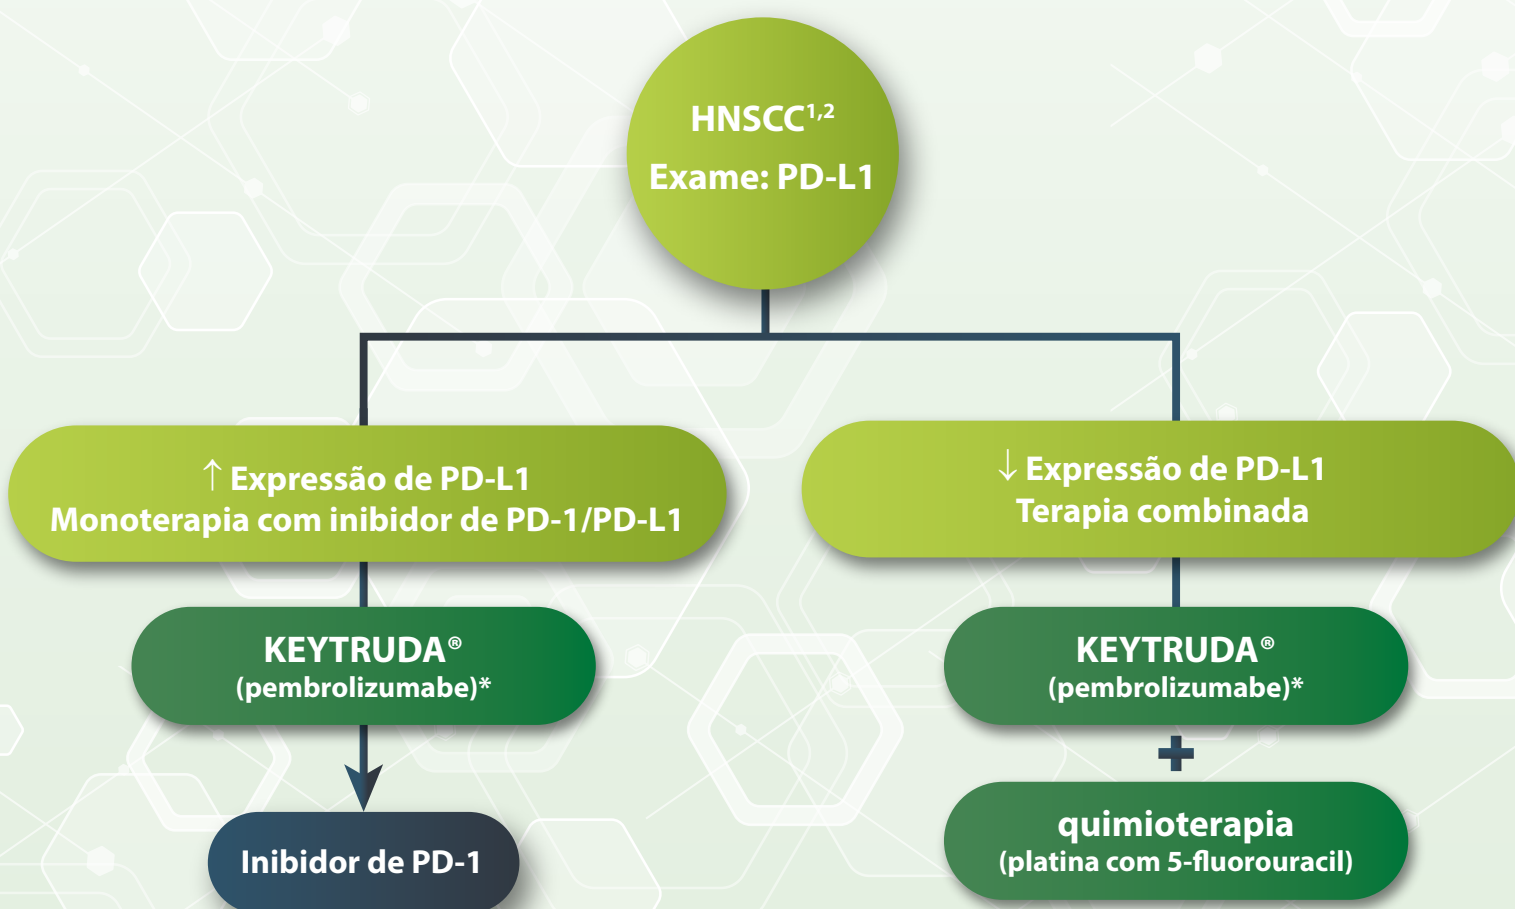 HNSCC1,2
Exame: PD-L1
↑ Expressão de PD-L1
Monoterapia com inibidor de PD-1/PD-L1
↓ Expressão de PD-L1
Terapia combinada
KEYTRUDA®
(pembrolizumabe)*
Inibidor de PD-1
KEYTRUDA®
(pembrolizumabe)*
+
quimioterapia
(platina com 5-fluorouracil)